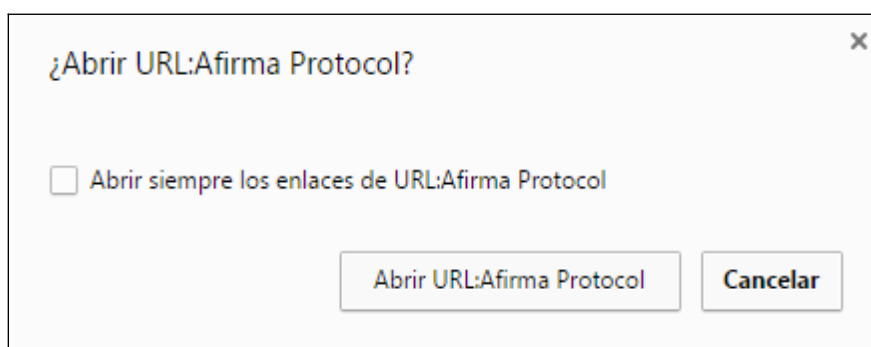 ¿Abrir URL:Afirma Protocol?
Abrir siempre los enlaces de URL:Afirma Protocol
Abrir URL:Afirma Protocol
Cancelar